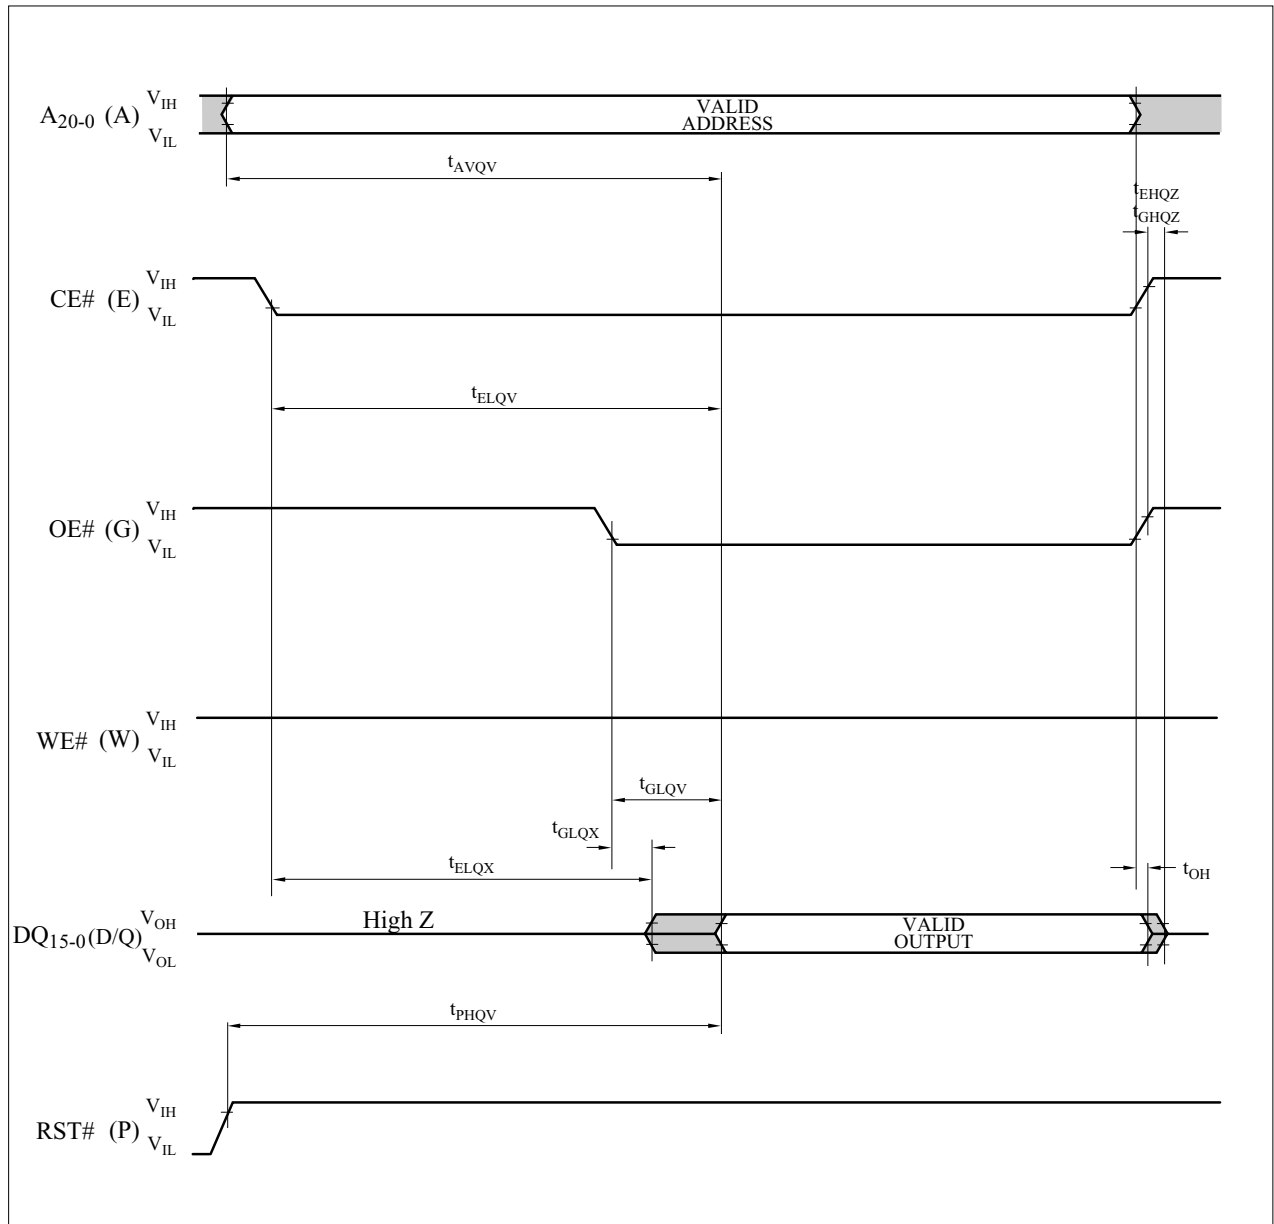 A20-0 (A) VIH
VIL
VALID
ADDRESS
tAVQV
tEHQZ
tGHQZ
CE# (E) VIH
VIL
tELQV
OE# (G) VIH
VIL
WE# (W) VIH
VIL
tGLQV
tGLQX
tELQX
tOH
High Z
DQ15-0 (D/Q) VOH
VOL
VALID
OUTPUT
tPHQV
RST# (P) VIH
VIL